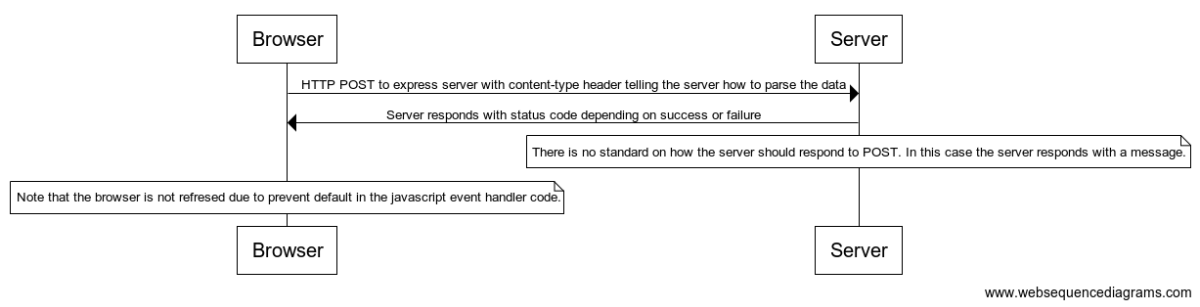 Browser
Server
HTTP POST to express server with content-type header telling the server how to parse the data
Server responds with status code depending on success or failure
There is no standard on how the server should respond to POST. In this case the server responds with a message.
Note that the browser is not refresed due to prevent default in the javascript event handler code.
Browser
Server
www.websequencediagrams.com